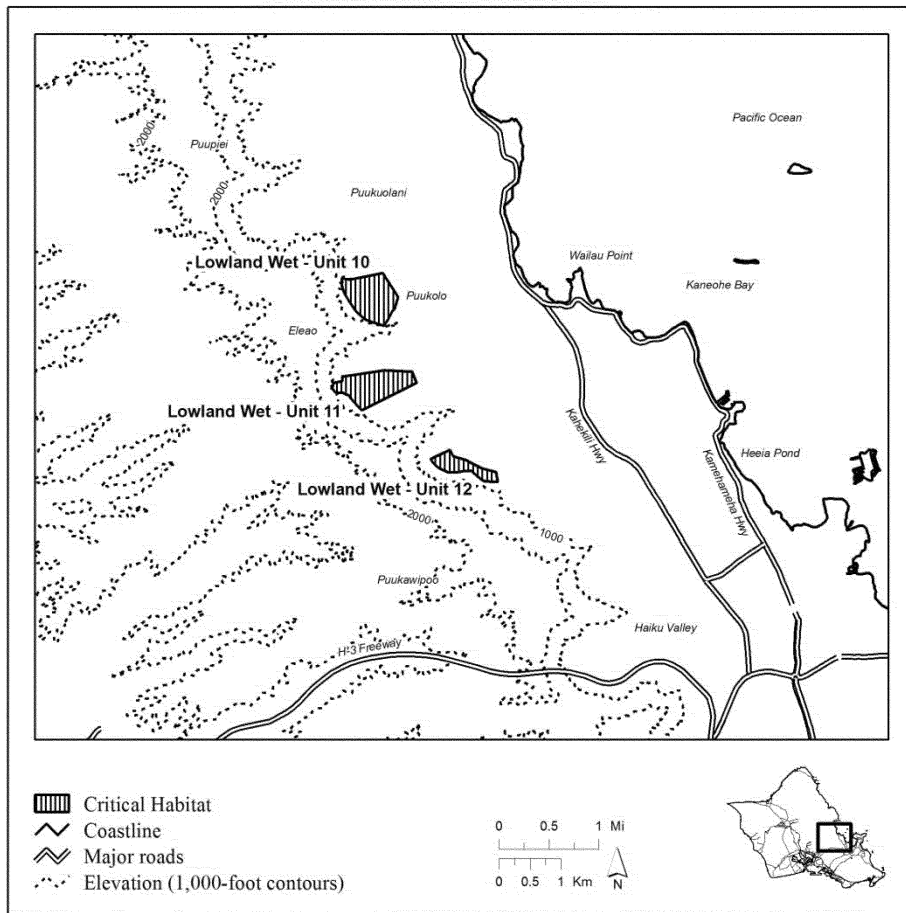 Pacific Ocean
2000
Puupiei
2000
Puukuolani
Wailau Point
Lowland Wet - Unit 10
Kaneohe Bay
Puukolo
Eleao
Lowland Wet - Unit 11
Kahekili Hwy
Kamehameha Hwy
Heeia Pond
Lowland Wet - Unit 12
2000
1000
Puukawipoo
Haiku Valley
H-3 Freeway
Critical Habitat
Coastline
Major roads
Elevation (1,000-foot contours)
0 0.5 1 Mi
0 0.5 1 Km
N